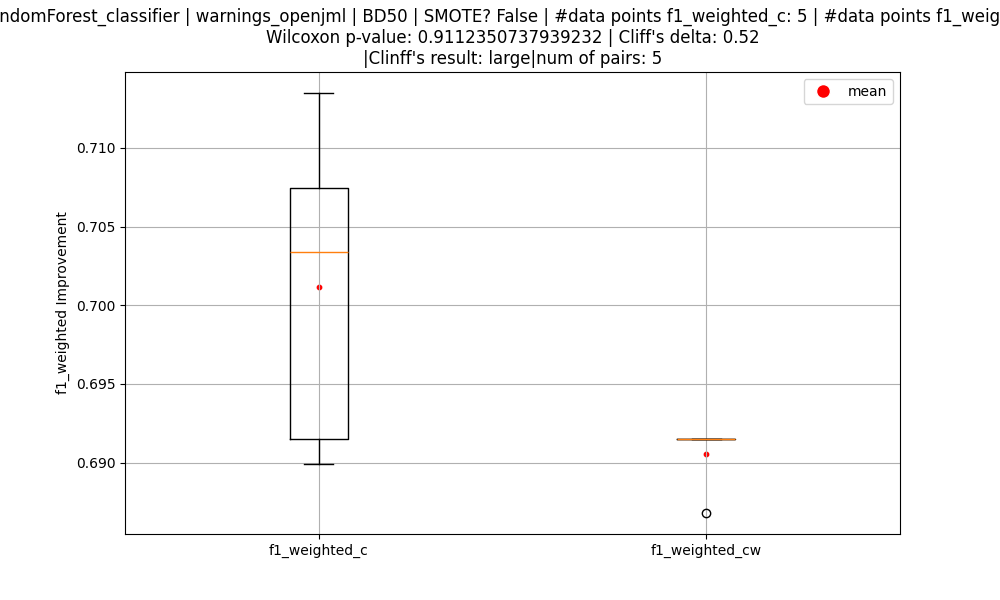 ndomForest_classifier | warnings_openjml | BD50 | SMOTE? False | #data points f1_weighted_c: 5 | #data points f1_weig
Wilcoxon p-value: 0.9112350737939232 | Cliff's delta: 0.52
|Clinff's result: large|num of pairs: 5
mean
0.710
0.705
0.700
0.695
0.690
f1_weighted Improvement
f1_weighted_c
f1_weighted_cw